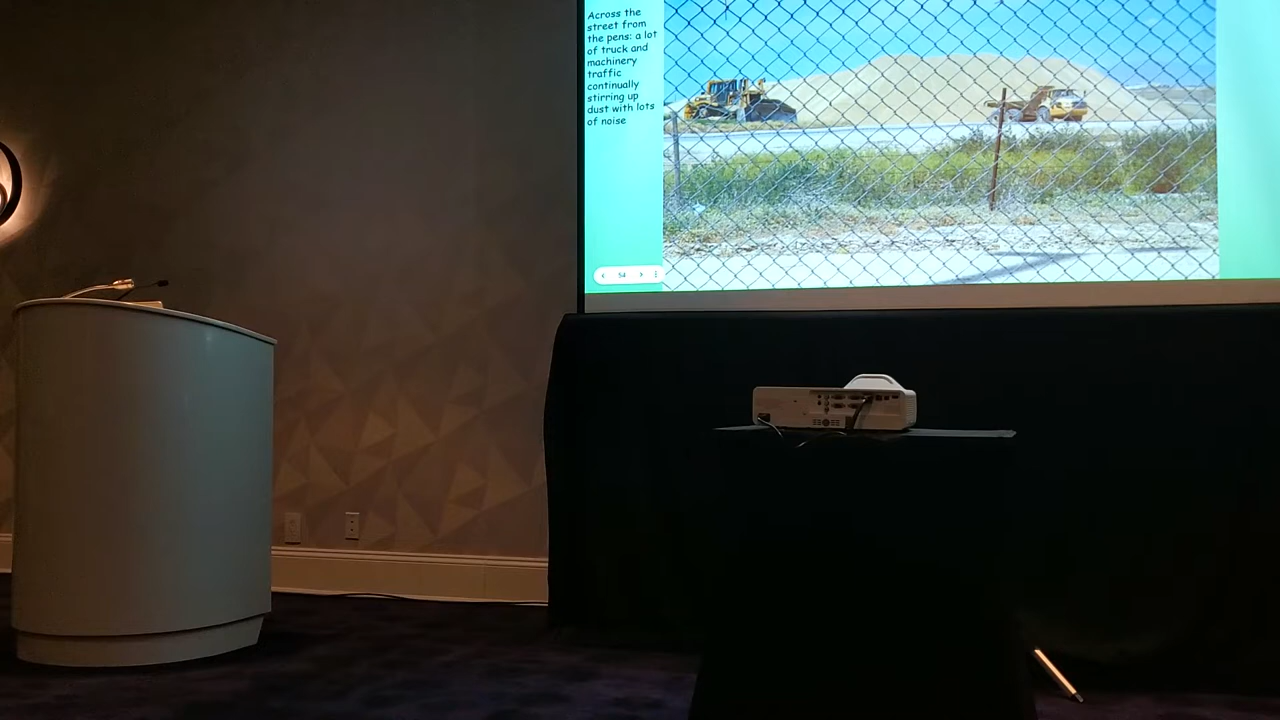 Across the
street from
the pens: a lot
of truck and
machinery
traffic
continually
stirring up
dust with lots
of noise
54